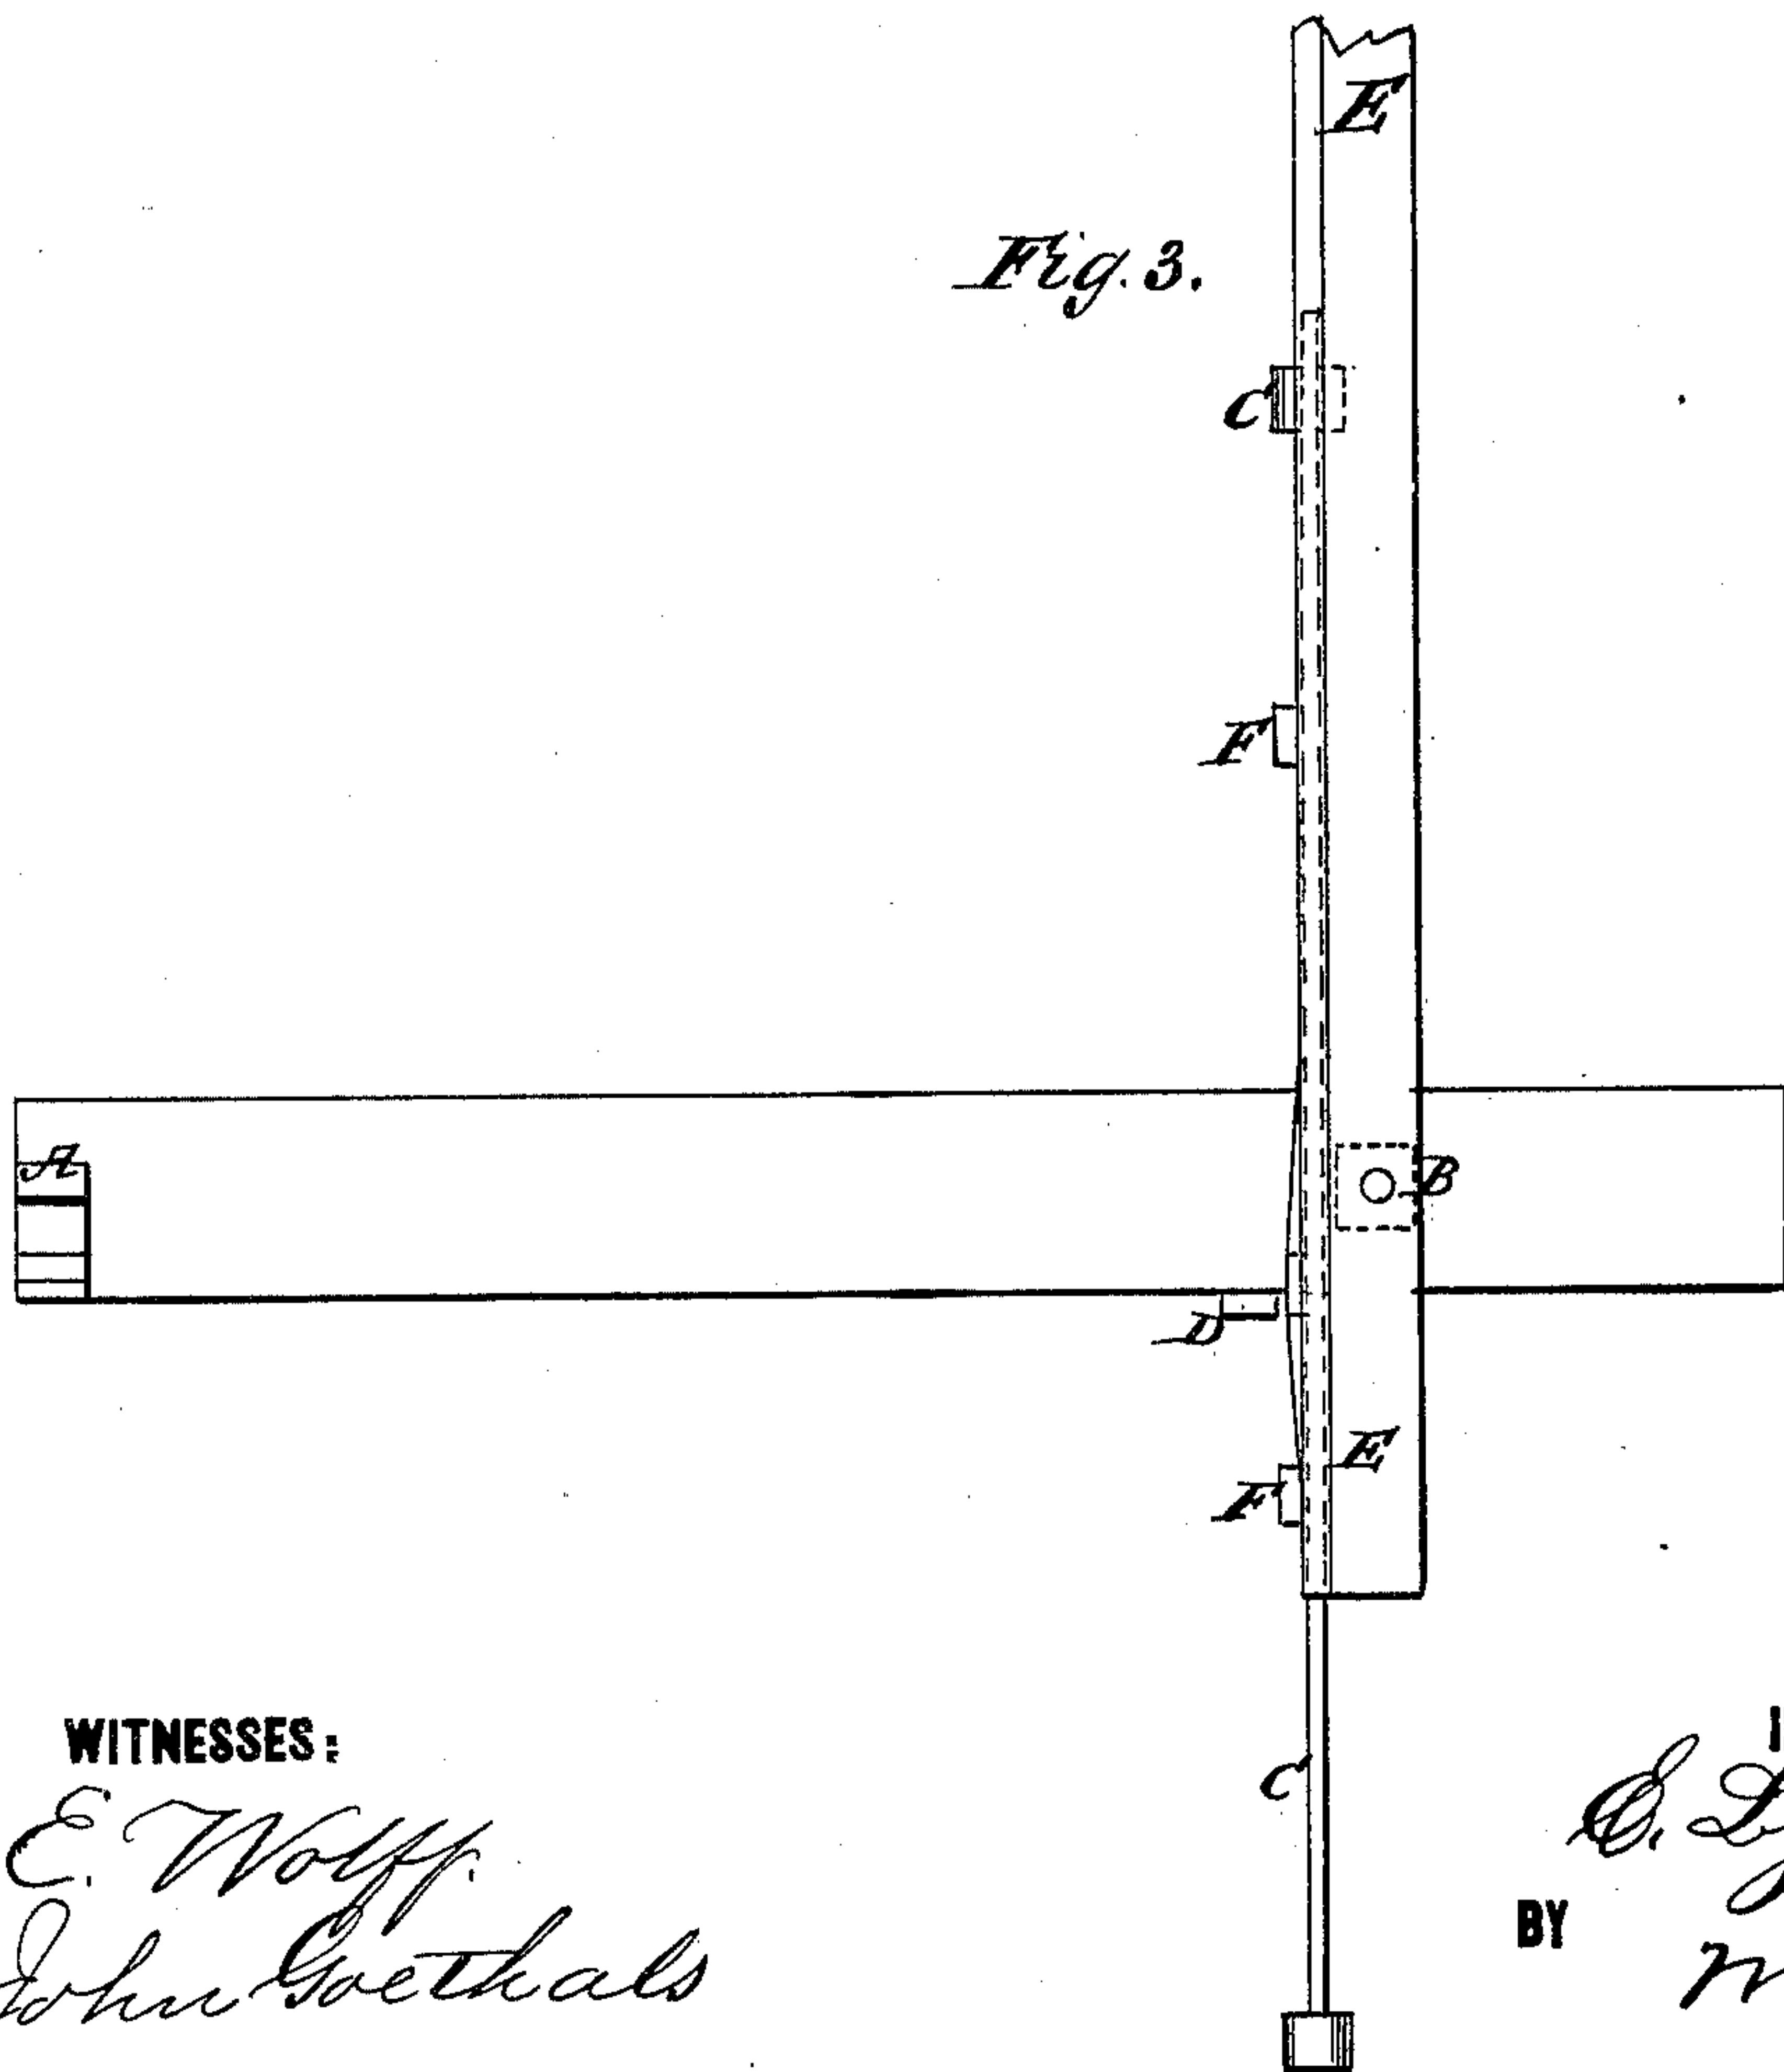 E
Fig. 3.
C
F
A
B
D
E
F
WITNESSES:
C
E. Wolff.
BY
John Goethals